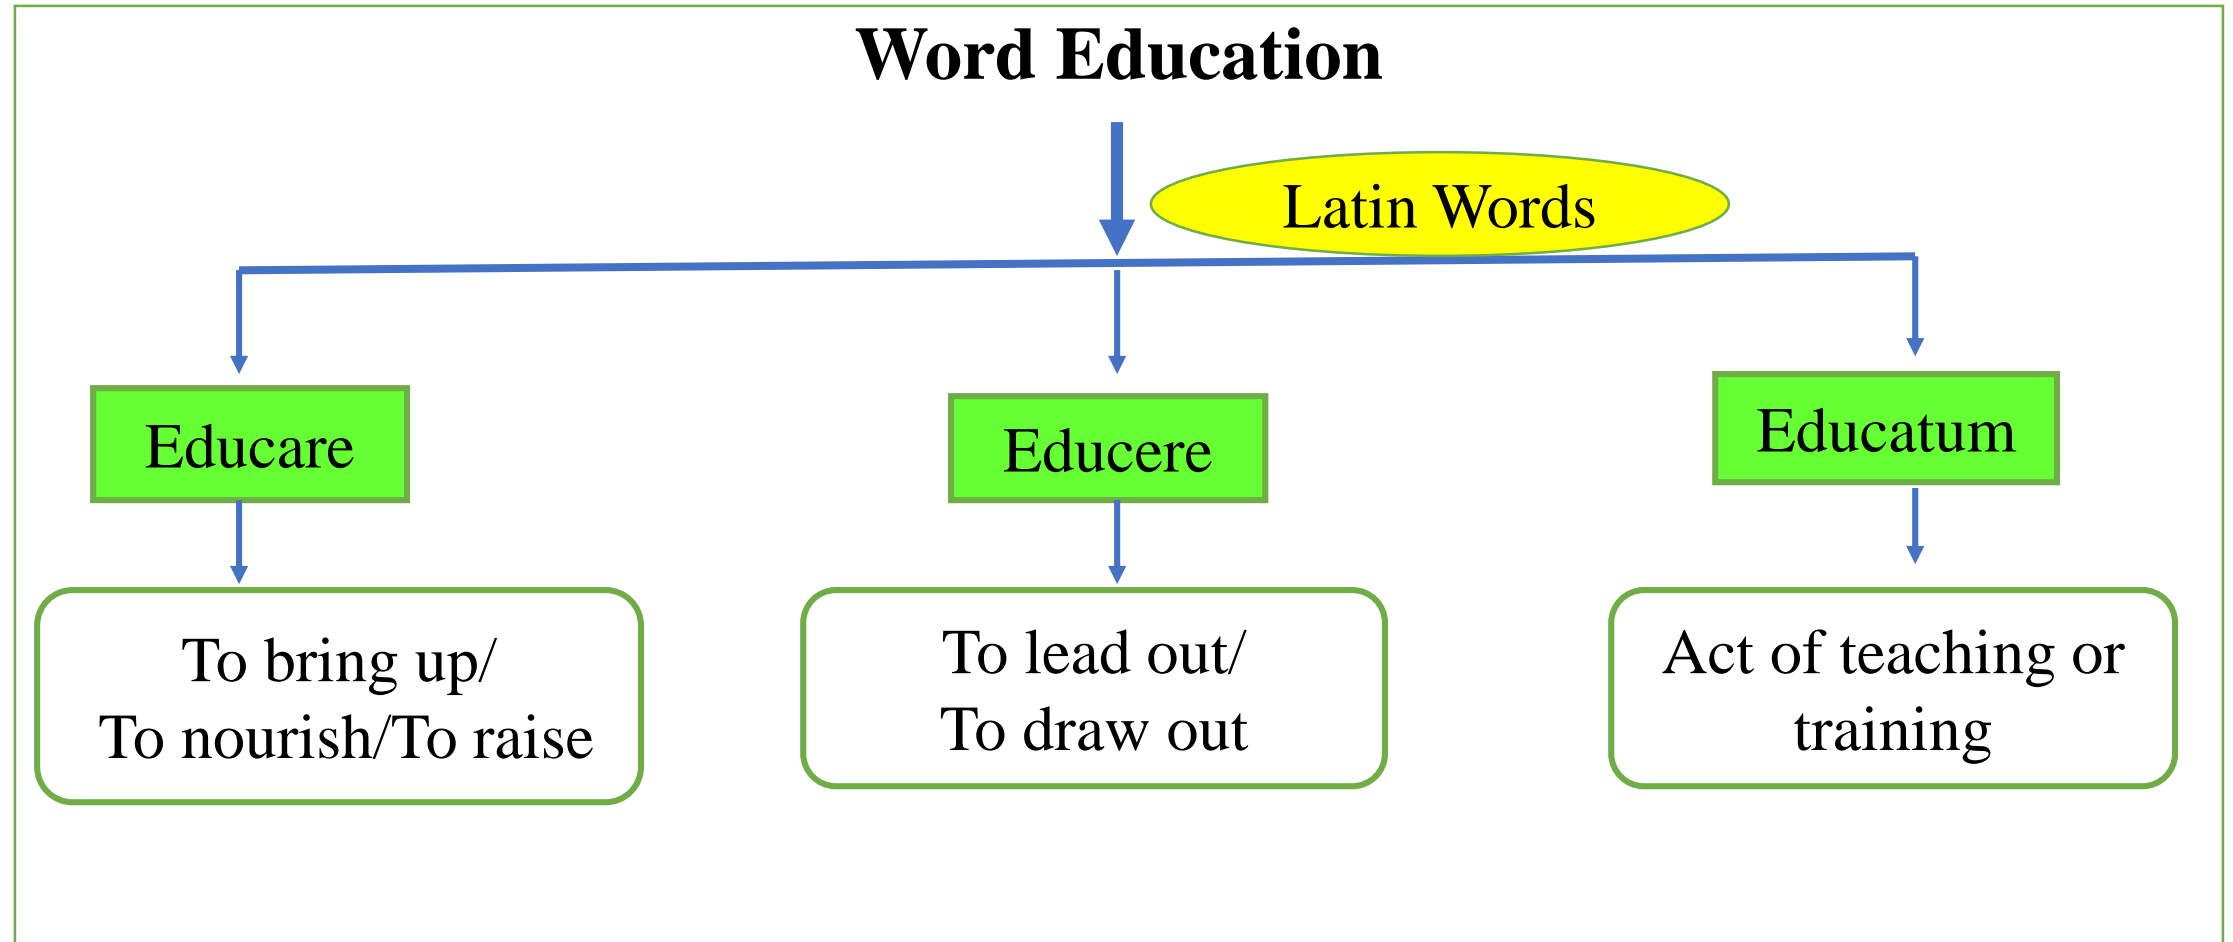 Word Education
Latin Words
Educare
Educere
Educatum
To bring up/
To nourish/To raise
To lead out/
To draw out
Act of teaching or
training